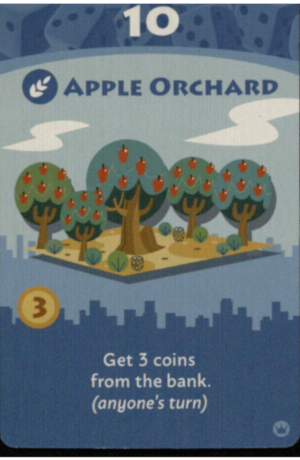 10
APPLE ORCHARD
3
Get 3 coins
from the bank.
(anyone's turn)